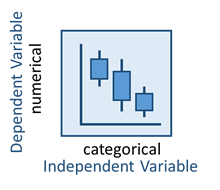 Dependent Variable
numerical
categorical
Independent Variable